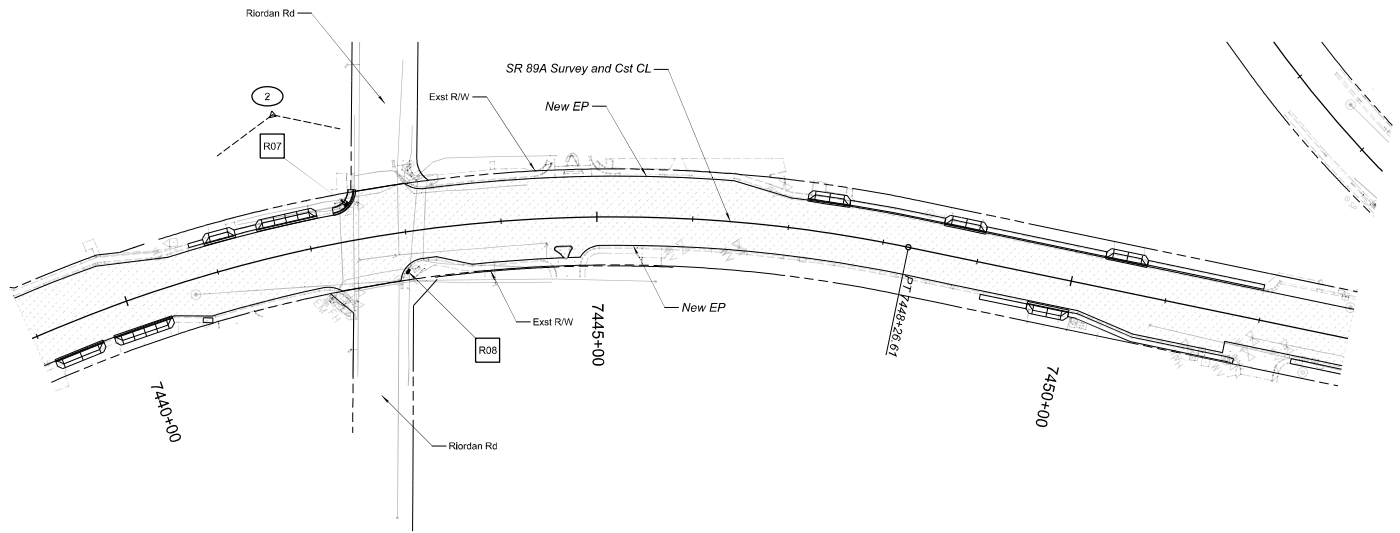 Riordan Rd
SR 89A Survey and Cst CL
2
Exst R/W
New EP
R07
PT 7448+26.61
New EP
Exst R/W
R08
7445+00
7440+00
7450+00
Riordan Rd